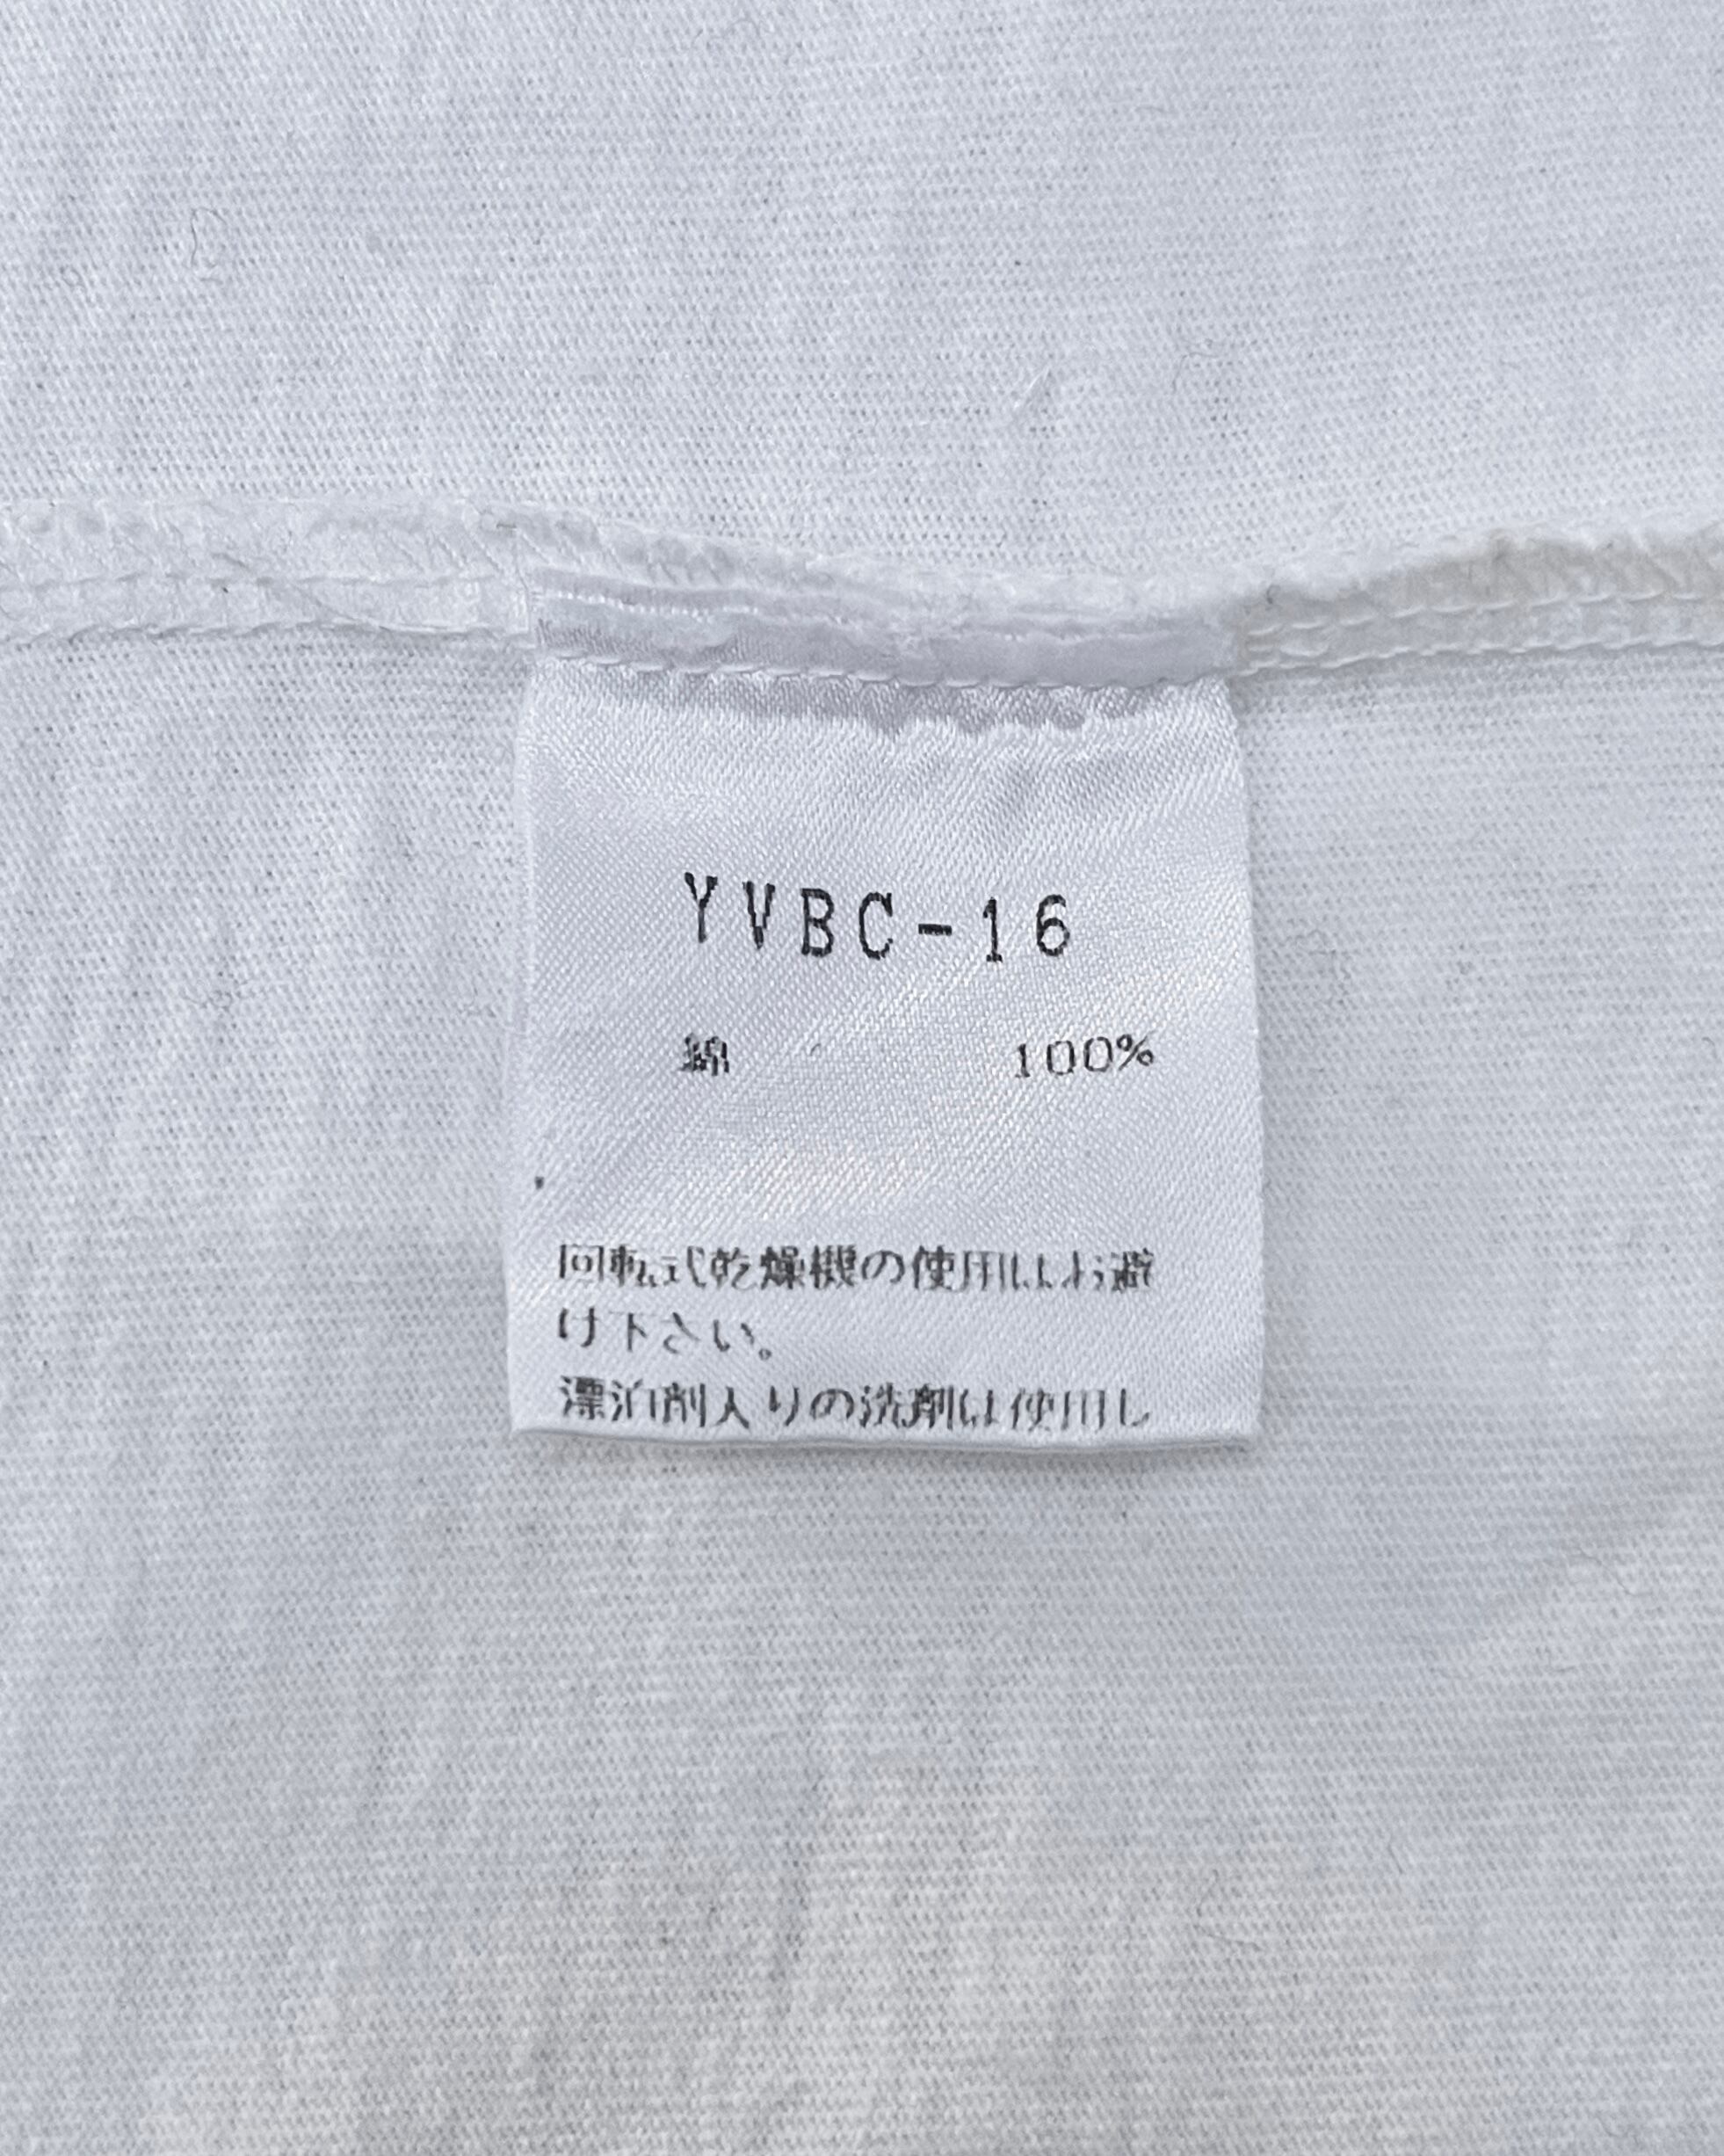 YVBC-16
綿 100%
回転式乾燥機の使用はお避
け下さい。
漂泊剤入りの洗剤は使用し